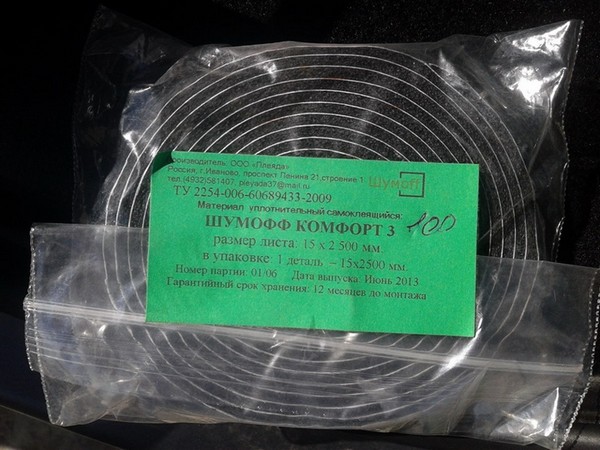 Производитель: ООО «Плеяда»
Россия, г.Иваново, проспект Ленина 21,строение 1
тел.(4932)581407, pleyada37@mail.ru
Шумофф
ТУ 2254-006-60689433-2009
Материал уплотнительный самоклеящийся:
ШУМОФФ КОМФОРТ 3 100
размер листа: 15 x 2 500 мм.
в упаковке: 1 деталь – 15x2500 мм.
Номер партии: 01/06 Дата выпуска: Июнь 2013
Гарантийный срок хранения: 12 месяцев до монтажа